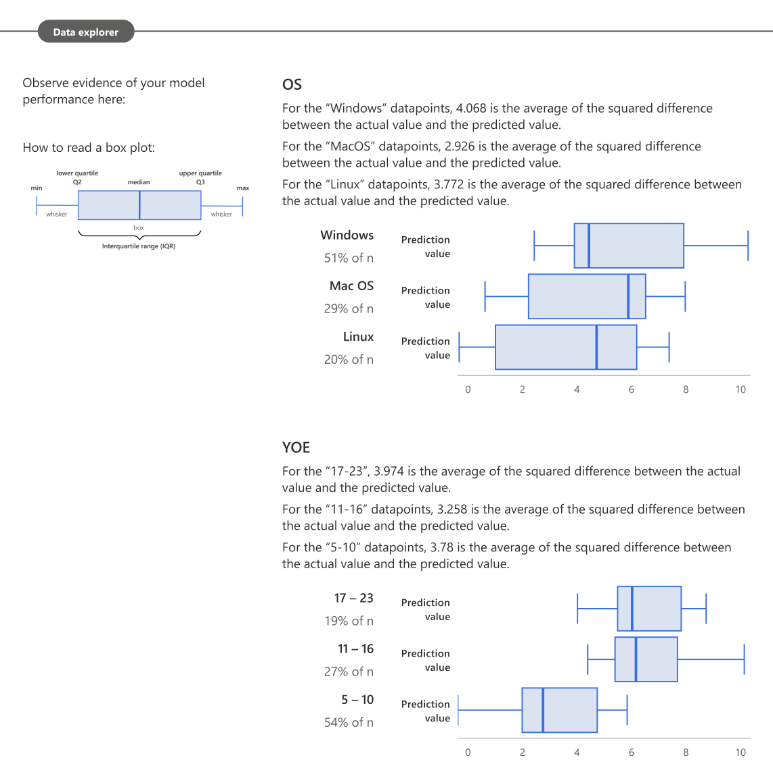 Data explorer
Observe evidence of your model
performance here:
How to read a box plot:
lower quartile
Q2
median
upper quartile
Q3
min
max
whisker
whisker
box
Interquartile range (IQR)
OS
For the “Windows” datapoints, 4.068 is the average of the squared difference
between the actual value and the predicted value.
For the “MacOS” datapoints, 2.926 is the average of the squared difference
between the actual value and the predicted value.
For the “Linux” datapoints, 3.772 is the average of the squared difference between
the actual value and the predicted value.
Windows
51% of n
Prediction
value
Mac OS
29% of n
Prediction
value
Linux
20% of n
Prediction
value
0 2 4 6 8 10
YOE
For the “17-23”, 3.974 is the average of the squared difference between the actual
value and the predicted value.
For the “11-16” datapoints, 3.258 is the average of the squared difference between
the actual value and the predicted value.
For the “5-10” datapoints, 3.78 is the average of the squared difference between
the actual value and the predicted value.
17 – 23
19% of n
Prediction
value
11 – 16
27% of n
Prediction
value
5 – 10
54% of n
Prediction
value
0 2 4 6 8 10